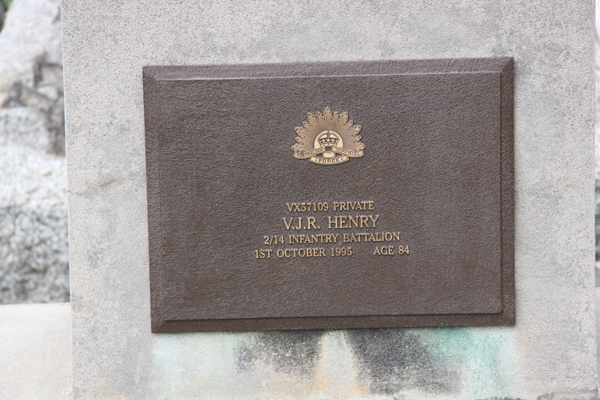 VX57109 PRIVATE
V.J.R. HENRY
2/14 INFANTRY BATTALION
1ST OCTOBER 1995 AGE 84